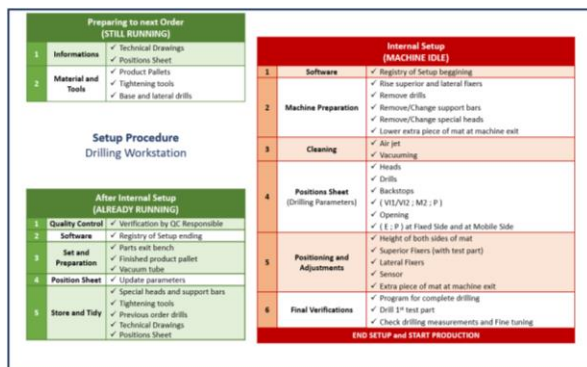 Preparing to next Order
(STILL RUNNING)
1 Informations
✓ Technical Drawings
✓ Positions Sheet
2 Material and Tools
✓ Product Pallets
✓ Tightening tools
✓ Base and lateral drills
Setup Procedure
Drilling Workstation
After Internal Setup
(ALREADY RUNNING)
1 Quality Control ✓ Verification by QC Responsible
2 Software ✓ Registry of Setup ending
3 Set and Preparation
✓ Parts exit bench
✓ Finished product pallet
✓ Vacuum tube
4 Position Sheet ✓ Update parameters
5 Store and Tidy
✓ Special heads and support bars
✓ Tightening tools
✓ Previous order drills
✓ Technical Drawings
✓ Positions Sheet
Internal Setup
(MACHINE IDLE)
1 Software ✓ Registry of Setup beggining
2 Machine Preparation
✓ Rise superior and lateral fixers
✓ Remove drills
✓ Remove/Change support bars
✓ Remove/Change special heads
✓ Lower extra piece of mat at machine exit
3 Cleaning
✓ Air jet
✓ Vacuuming
4 Positions Sheet
(Drilling Parameters)
✓ Heads
✓ Drills
✓ Backstops
✓ ( VI1/VI2 ; M2 ; P )
✓ Opening
✓ ( E ; P ) at Fixed Side and at Mobile Side
5 Positioning and Adjustments
✓ Height of both sides of mat
✓ Superior Fixers (with test part)
✓ Lateral Fixers
✓ Sensor
✓ Extra piece of mat at machine exit
6 Final Verifications
✓ Program for complete drilling
✓ Drill 1st test part
✓ Check drilling measurements and Fine tuning
END SETUP and START PRODUCTION